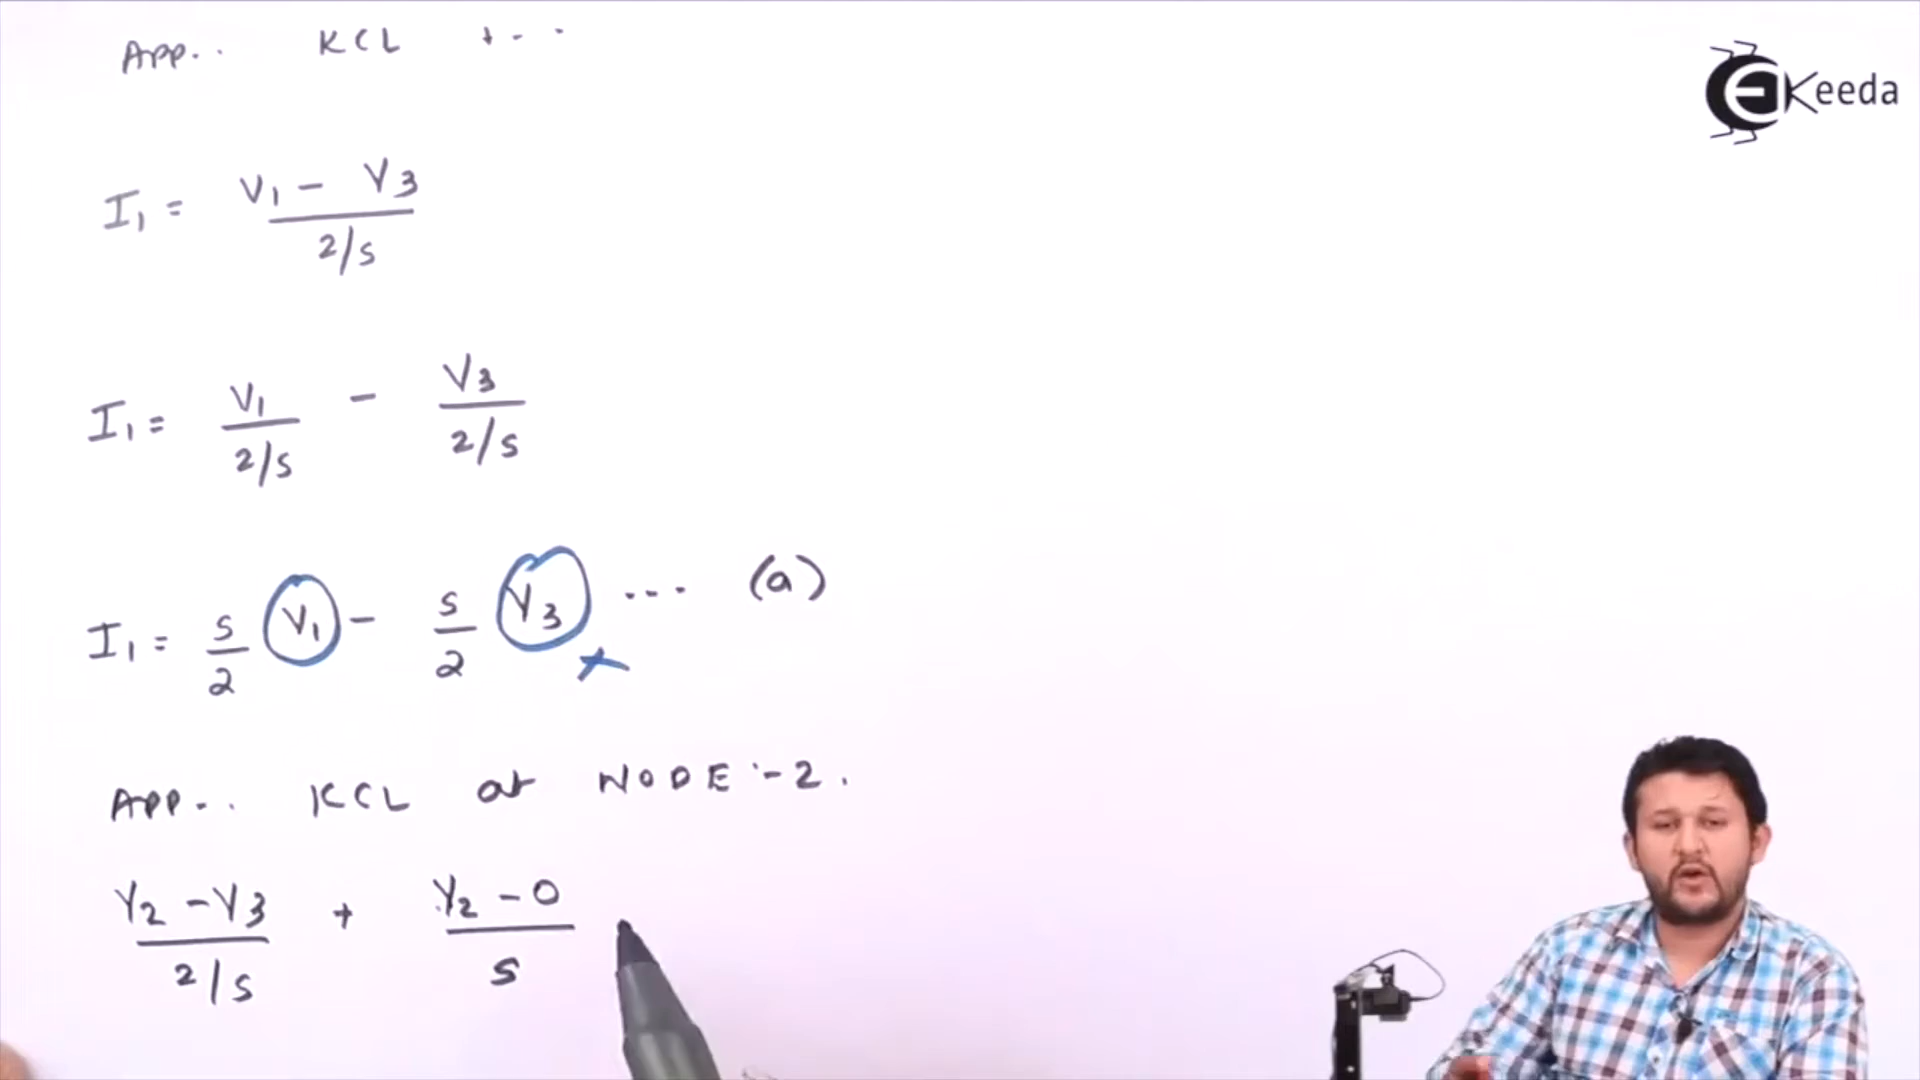 APP.. KCL
EKeeda
I1 = V1 - V3
2/s
I1 = V1 - V3
2/s 2/s
I1 = s V1 - s V3 ... (a)
2 2
APP.. KCL at NODE :- 2.
V2 - V3 + V2 - 0
2/s s